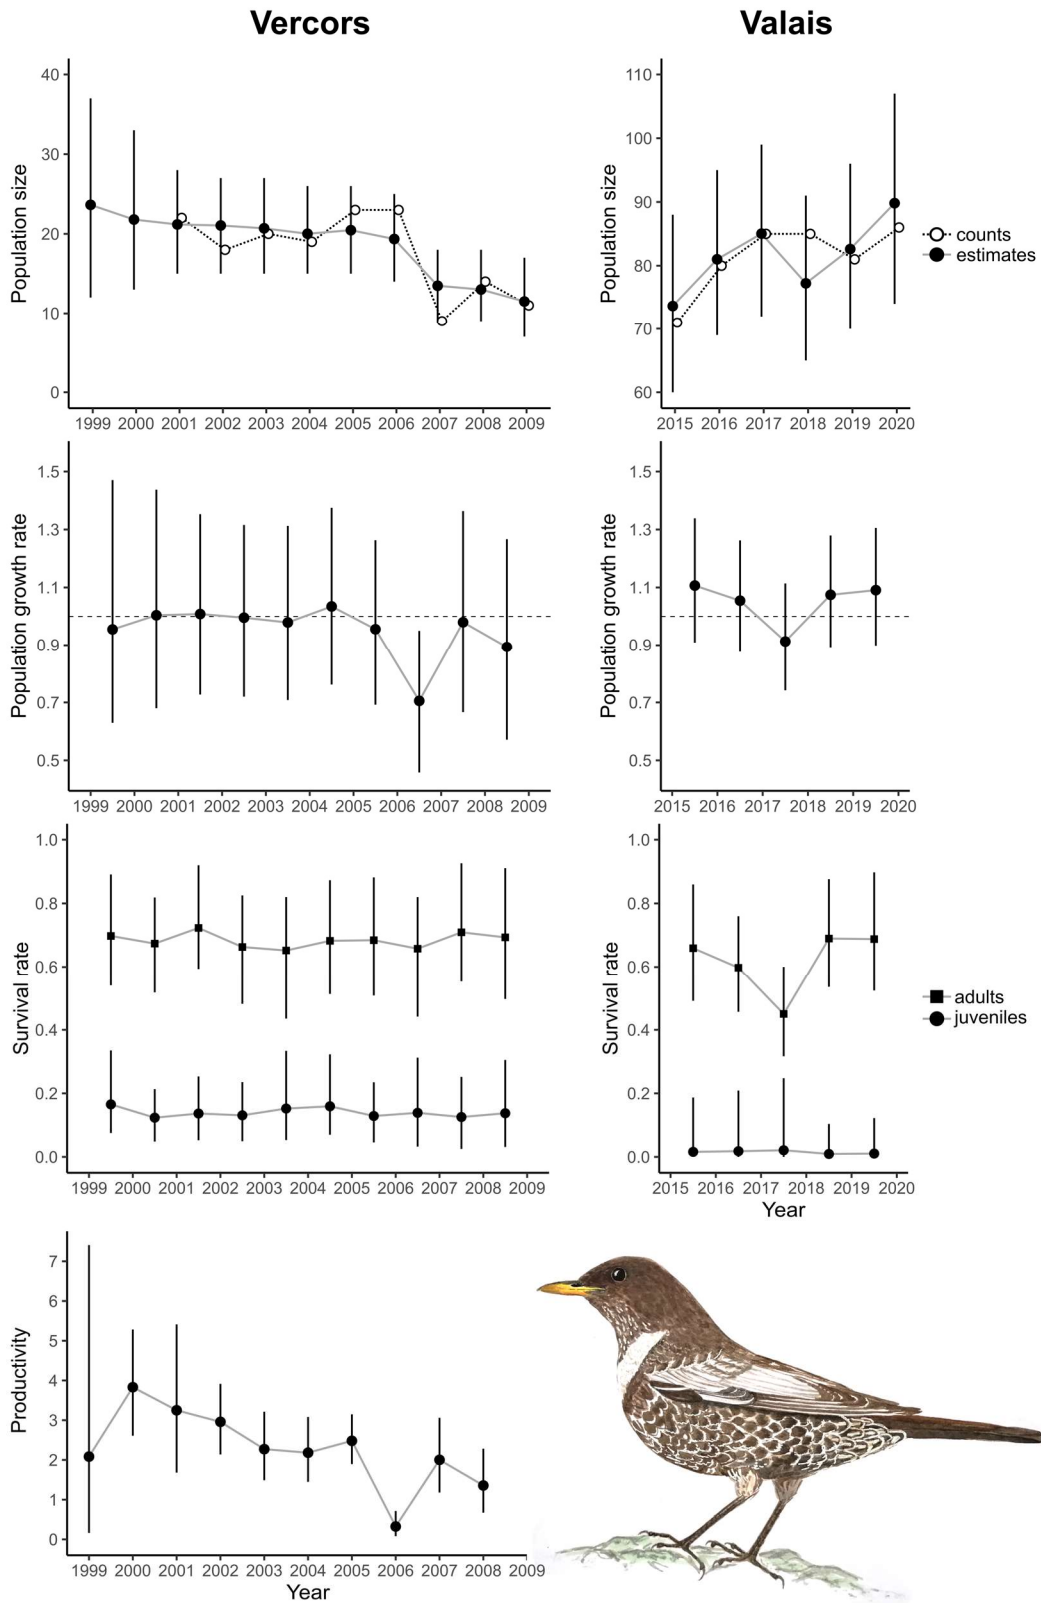 Vercors
Valais
Population size
40
30
20
10
0
1999 2000 2001 2002 2003 2004 2005 2006 2007 2008 2009
Population size
110
100
90
80
70
60
2015 2016 2017 2018 2019 2020
counts
estimates
Population growth rate
1.5
1.3
1.1
0.9
0.7
0.5
1999 2000 2001 2002 2003 2004 2005 2006 2007 2008 2009
Population growth rate
1.5
1.3
1.1
0.9
0.7
0.5
2015 2016 2017 2018 2019 2020
Survival rate
1.0
0.8
0.6
0.4
0.2
0.0
1999 2000 2001 2002 2003 2004 2005 2006 2007 2008 2009
Survival rate
1.0
0.8
0.6
0.4
0.2
0.0
2015 2016 2017 2018 2019 2020
Year
adults
juveniles
Productivity
7
6
5
4
3
2
1
0
1999 2000 2001 2002 2003 2004 2005 2006 2007 2008 2009
Year